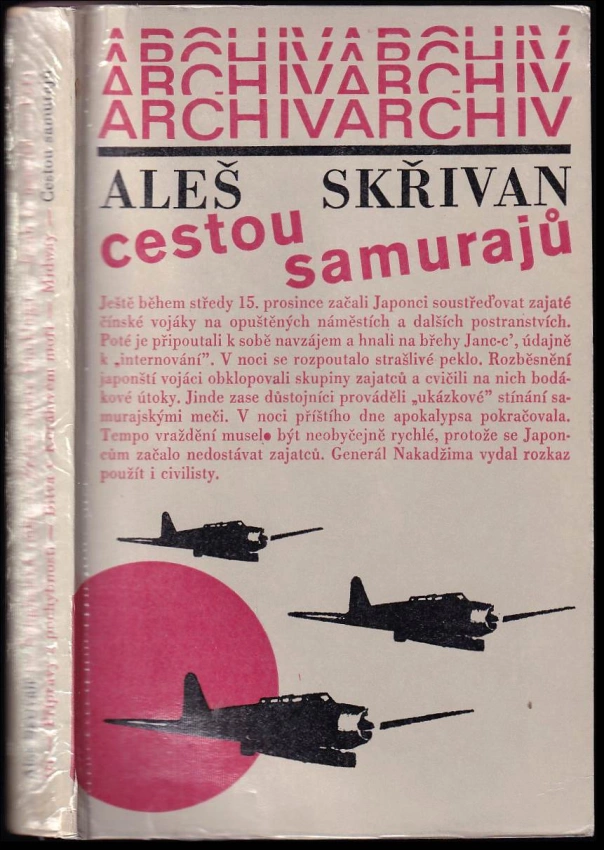 ARCHIVARCHIV
ARCHIVARCHIV
ARCHIVARCHIV
ALEŠ SKŘIVAN
cestou
samurajů
Ještě během středy 15. prosince začali Japonci soustřeďovat zajaté
čínské vojáky na opuštěných náměstích a dalších postranstvích.
Poté je připoutali k sobě navzájem a hnali na břehy Janc-c’, údajně
k „internování”. V noci se rozpoutalo strašlivé peklo. Rozběsnění
japonští vojáci obklopovali skupiny zajatců a cvičili na nich bodá-
kové útoky. Jinde zase důstojníci prováděli „ukázkové” stínání sa-
murajskými meči. V noci příštího dne apokalypsa pokračovala.
Tempo vraždění muselo být neobyčejně rychlé, protože se Japon-
cům začalo nedostávat zajatců. Generál Nakadžima vydal rozkaz
použít i civilisty.
Midway — Cestou samurajů